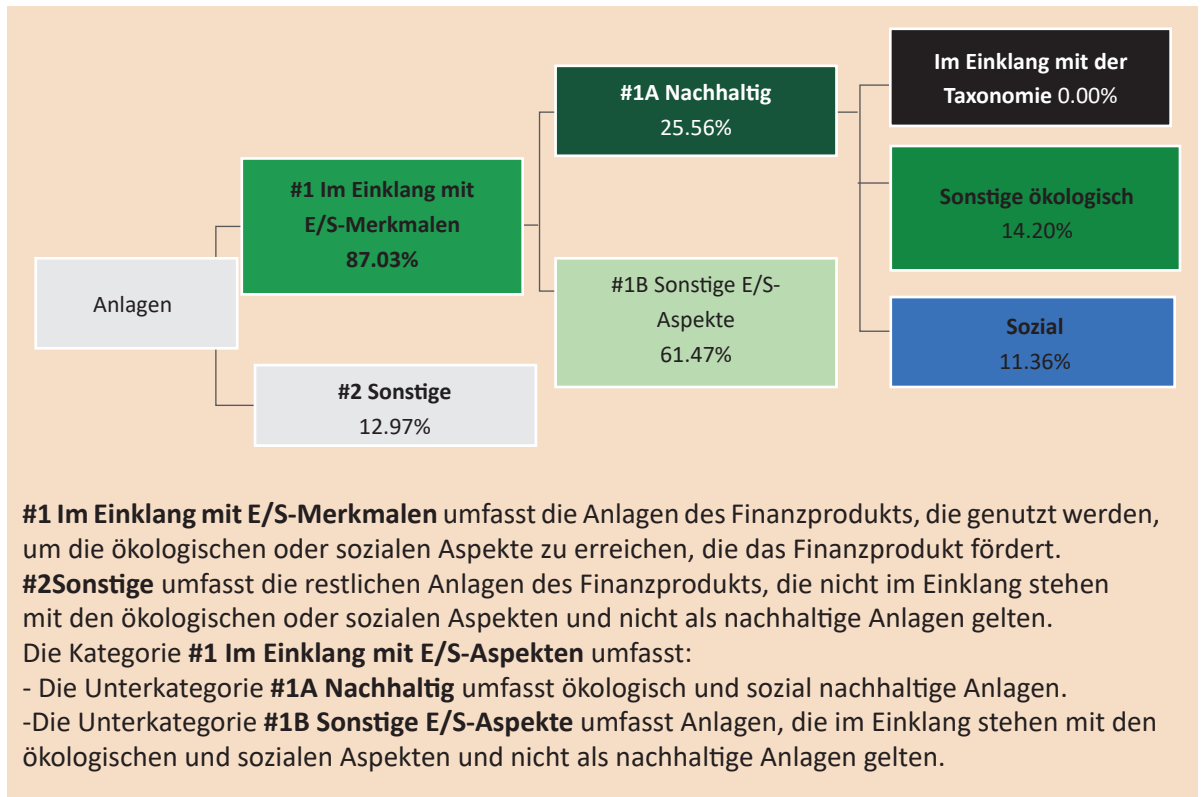 Anlagen
#1 Im Einklang mit
E/S-Merkmalen
87.03%
#2 Sonstige
12.97%
#1A Nachhaltig
25.56%
#1B Sonstige E/S-
Aspekte
61.47%
Im Einklang mit der
Taxonomie 0.00%
Sonstige ökologisch
14.20%
Sozial
11.36%
#1 Im Einklang mit E/S-Merkmalen umfasst die Anlagen des Finanzprodukts, die genutzt werden,
um die ökologischen oder sozialen Aspekte zu erreichen, die das Finanzprodukt fördert.
#2Sonstige umfasst die restlichen Anlagen des Finanzprodukts, die nicht im Einklang stehen
mit den ökologischen oder sozialen Aspekten und nicht als nachhaltige Anlagen gelten.
Die Kategorie #1 Im Einklang mit E/S-Aspekten umfasst:
- Die Unterkategorie #1A Nachhaltig umfasst ökologisch und sozial nachhaltige Anlagen.
-Die Unterkategorie #1B Sonstige E/S-Aspekte umfasst Anlagen, die im Einklang stehen mit den
ökologischen und sozialen Aspekten und nicht als nachhaltige Anlagen gelten.